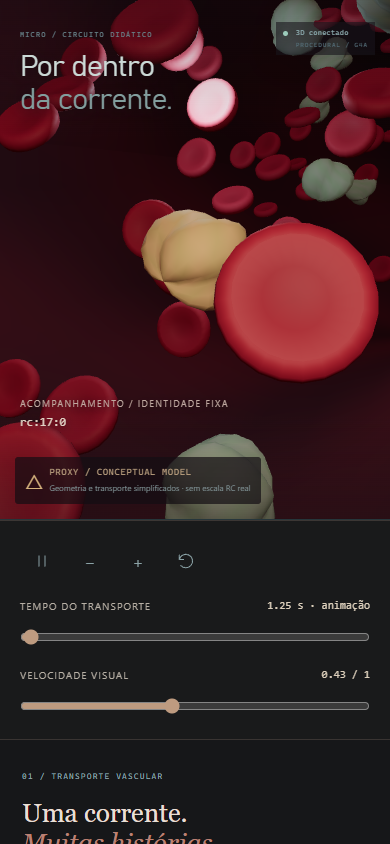 MICRO / CIRCUITO DIDÁTICO
3D conectado
PROCEDURAL / G4A
Por dentro
da corrente.
ACOMPANHAMENTO / IDENTIDADE FIXA
rc:17:0
PROXY / CONCEPTUAL MODEL
Geometria e transporte simplificados · sem escala RC real
TEMPO DO TRANSPORTE
1.25 s · animação
VELOCIDADE VISUAL
0.43 / 1
01 / TRANSPORTE VASCULAR
Uma corrente.
Muitas histórias